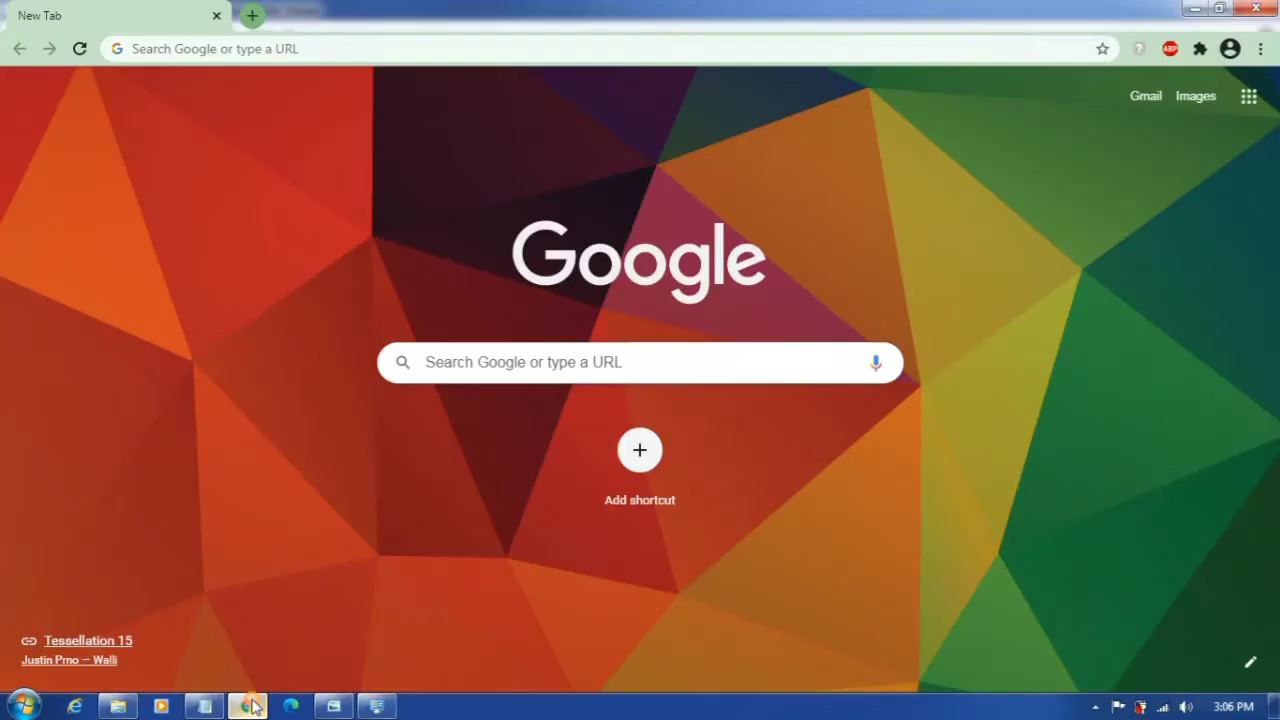 New Tab
Search Google or type a URL
ABP
Gmail Images
Google
Search Google or type a URL
Add shortcut
Tessellation 15
Justin Prno — Walli
3:06 PM